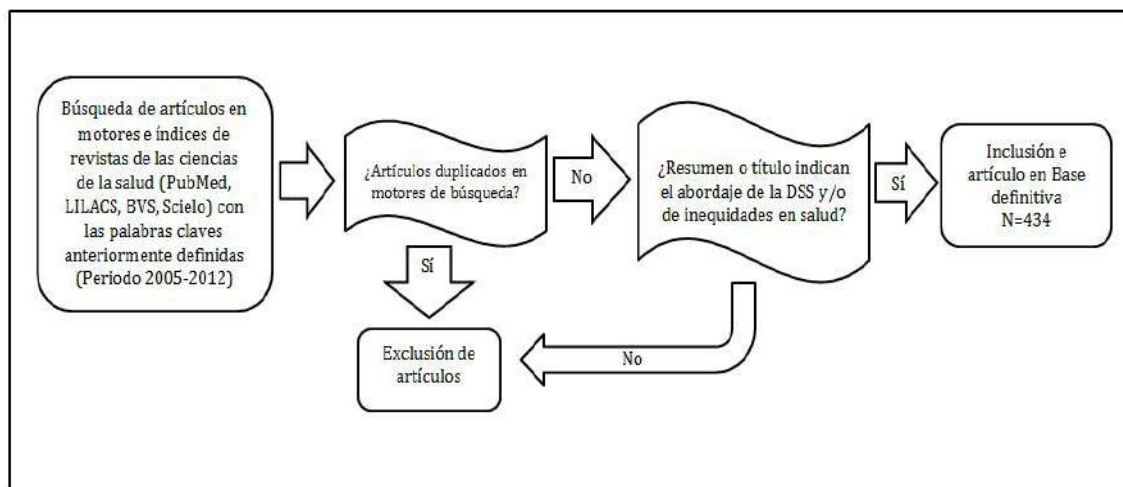 Búsqueda de artículos en
motores e índices de
revistas de las ciencias
de la salud (PubMed,
LILACS, BVS, Scielo) con
las palabras claves
anteriormente definidas
(Periodo 2005-2012)
¿Artículos duplicados en
motores de búsqueda?
No
¿Resumen o título indican
el abordaje de la DSS y/o
de inequidades en salud?
Sí
Inclusión e
artículo en Base
definitiva
N=434
Sí
Exclusión de
artículos
No